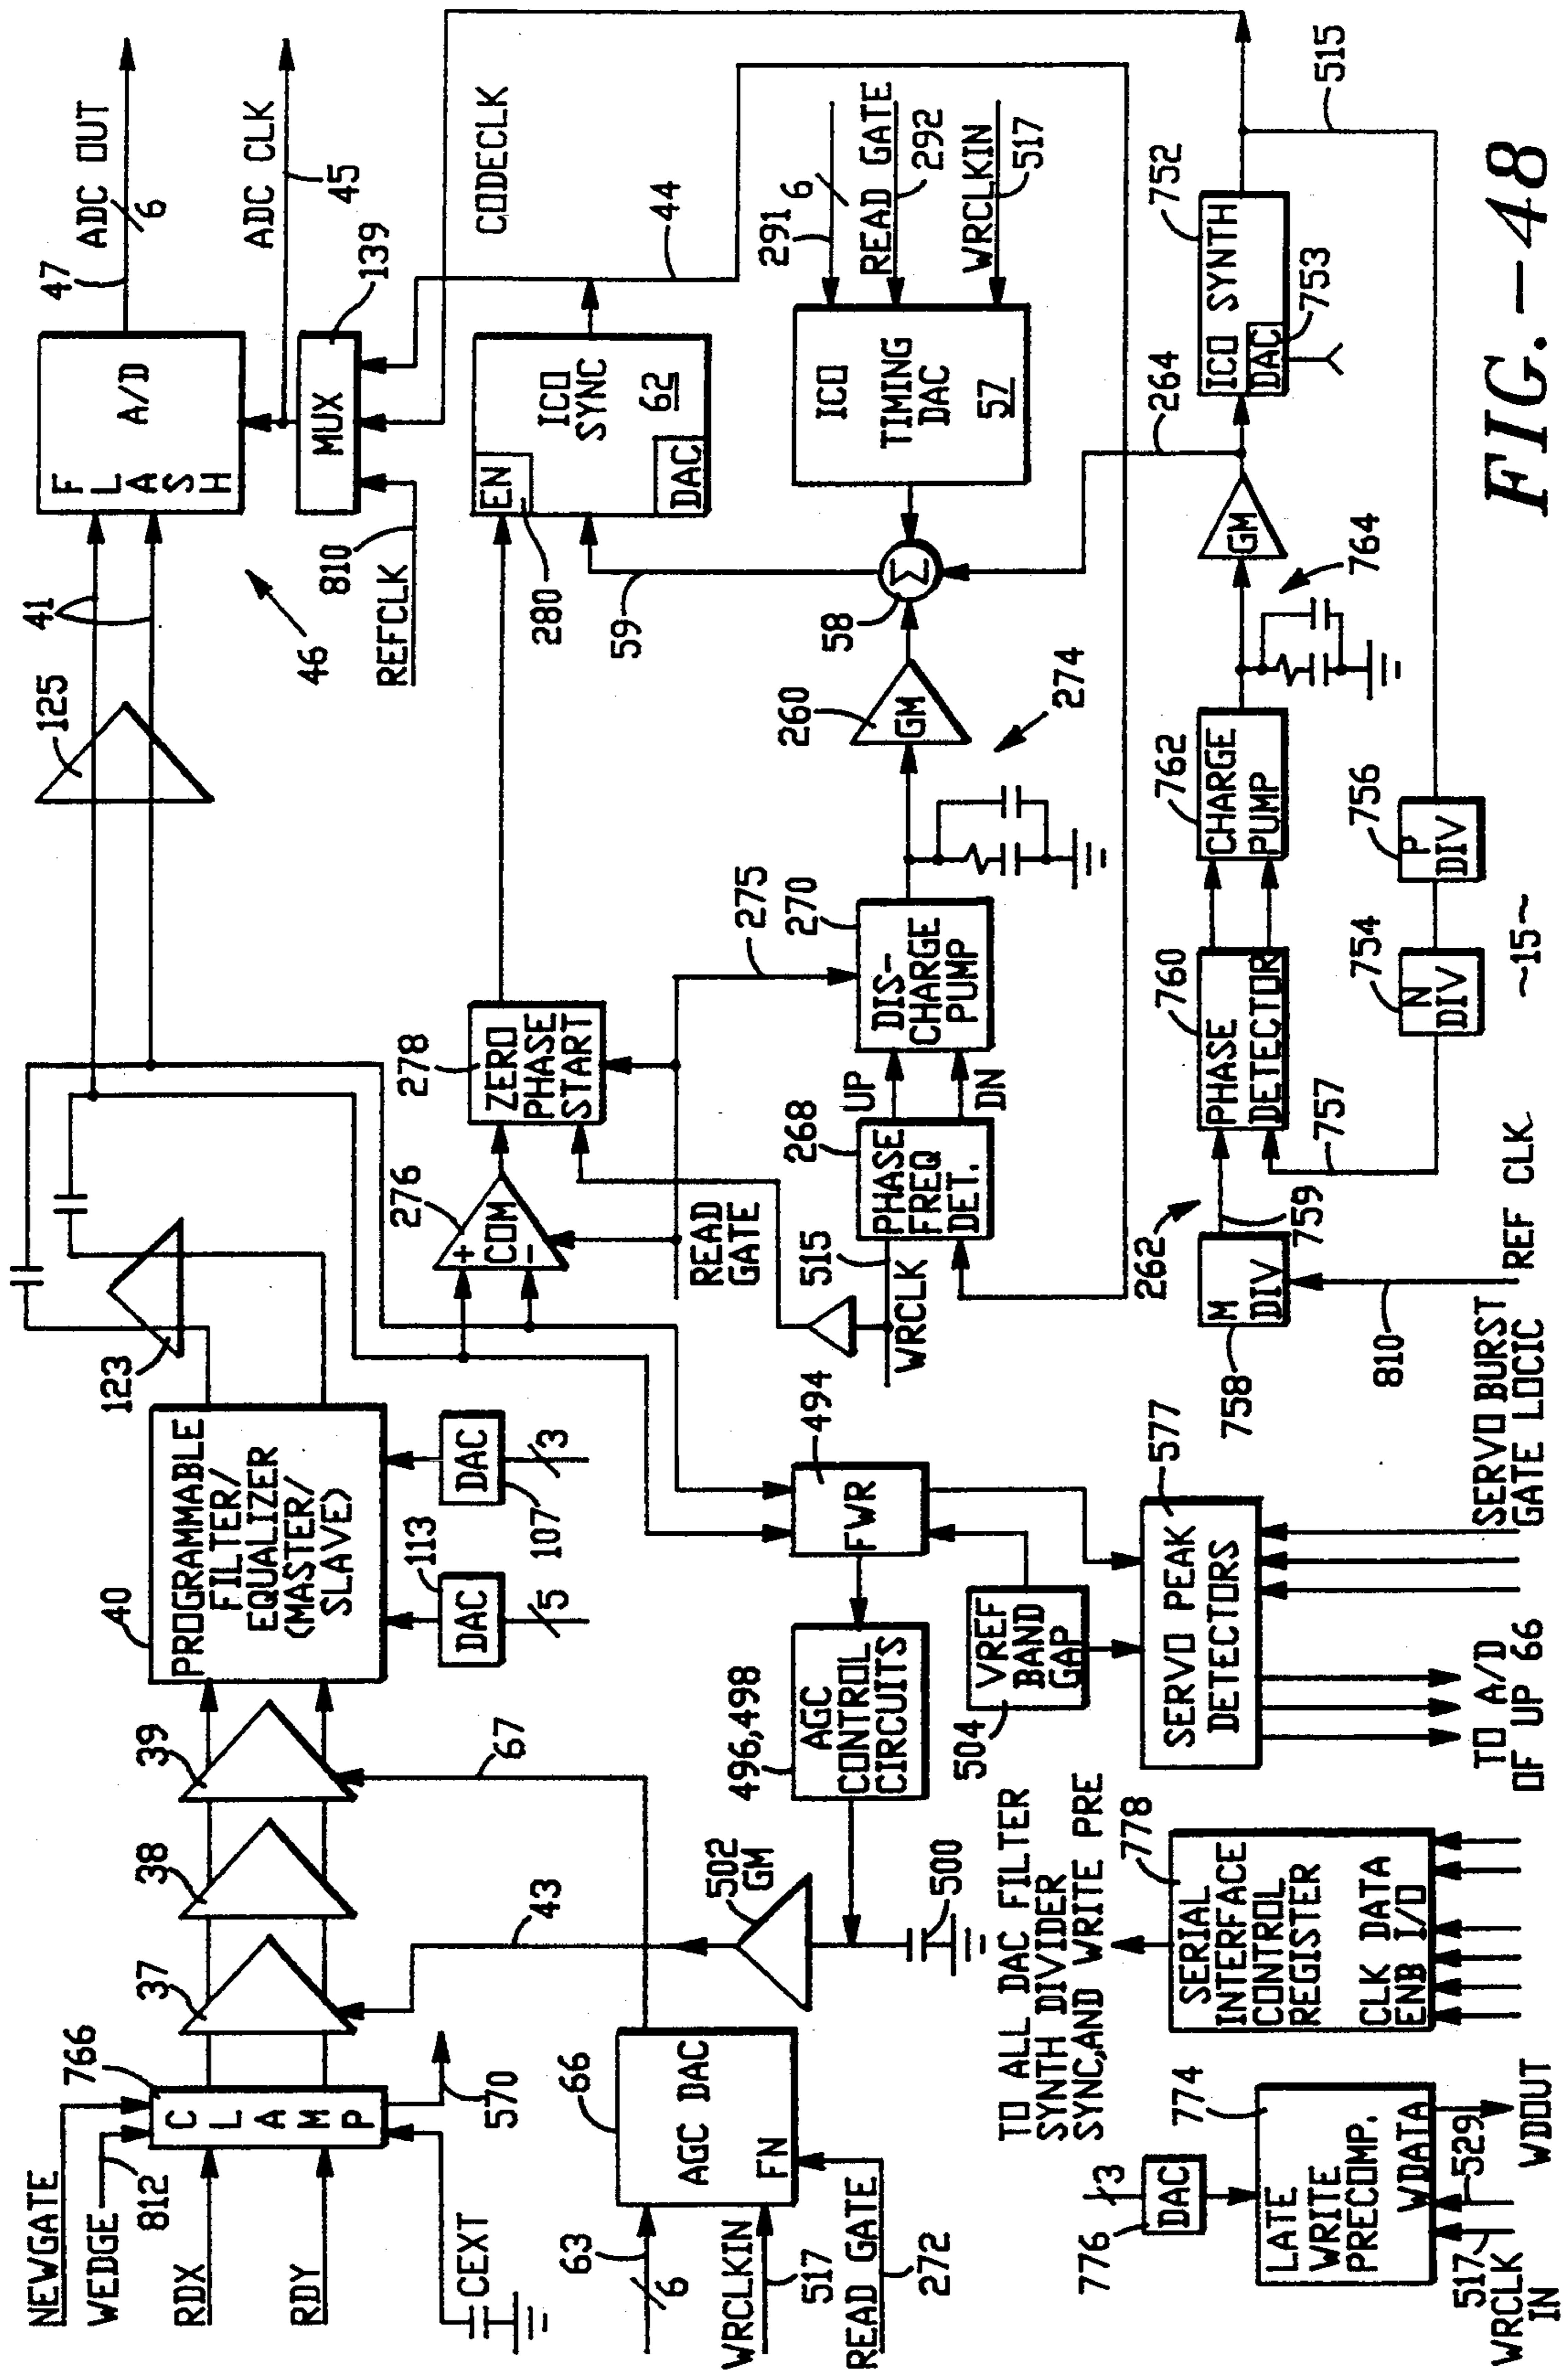 NEWGATE
WEDGE
812
RDX
RDY
CEXT
766
CLAMP
570
37
38
39
43
67
40
PROGRAMMABLE
FILTER/
EQUALIZER
(MASTER/
SLAVE)
113
DAC
5
107
DAC
3
123
125
41
46
FLASH
A/D
47
ADC OUT
6
ADC CLK
45
139
MUX
810
REFCLK
CODECLK
44
276
+
COM
-
278
ZERO
PHASE
START
READ
GATE
275
EN
280
ICO
SYNC
62
DAC
59
58
Σ
ICO
TIMING
DAC
57
291
6
READ GATE
292
WRCLKIN
517
63
6
WRCLKIN
517
READ GATE
272
66
AGC DAC
FN
502
GM
500
496,498
AGC
CONTROL
CIRCUITS
494
FWR
504
VREF
BAND
GAP
515
WRCLK
268
PHASE
FREQ
DET.
UP
DN
270
DIS-
CHARGE
PUMP
260
GM
274
264
577
SERVO PEAK
DETECTORS
TO A/D
OF UP 66
SERVO BURST
GATE LOCIC
262
758
M
DIV
759
810
REF CLK
760
PHASE
DETECTOR
757
762
CHARGE
PUMP
764
GM
752
ICO SYNTH
DAC
753
515
754
N
DIV
756
P
DIV
~15~
776
DAC
3
774
LATE
WRITE
PRECOMP.
WDATA
517
WRCLK
IN
529
WDOUT
TO ALL DAC FILTER
SYNTH DIVIDER
SYNC,AND WRITE PRE
778
SERIAL
INTERFACE
CONTROL
REGISTER
CLK DATA
ENB I/O
FIG.-48